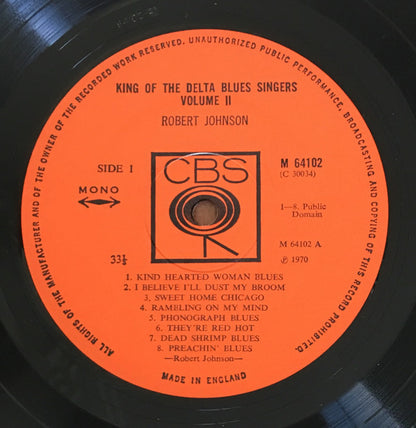 ALL RIGHTS OF THE MANUFACTURER AND OF THE OWNER OF THE RECORDED WORK RESERVED. UNAUTHORIZED PUBLIC PERFORMANCE, BROADCASTING AND COPYING OF THIS RECORD PROHIBITED.
KING OF THE DELTA BLUES SINGERS
VOLUME II
ROBERT JOHNSON
SIDE 1
CBS
M 64102
(C 30034)
MONO
1—8. Public
Domain
M 64102 A
33⅓
℗ 1970
1. KIND HEARTED WOMAN BLUES
2. I BELIEVE I'LL DUST MY BROOM
3. SWEET HOME CHICAGO
4. RAMBLING ON MY MIND
5. PHONOGRAPH BLUES
6. THEY'RE RED HOT
7. DEAD SHRIMP BLUES
8. PREACHIN' BLUES
—Robert Johnson—
MADE IN ENGLAND